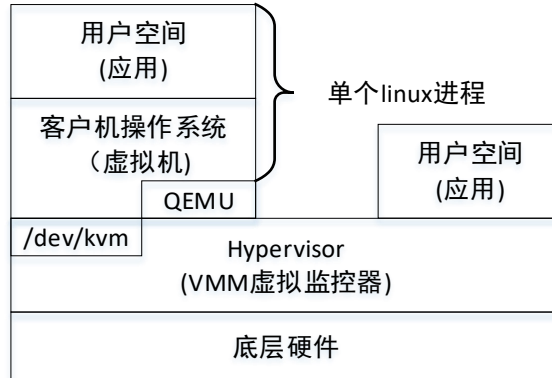 用户空间
(应用)
单个linux进程
客户机操作系统
（虚拟机)
用户空间
(应用)
QEMU
/dev/kvm
Hypervisor
(VMM虚拟监控器)
底层硬件